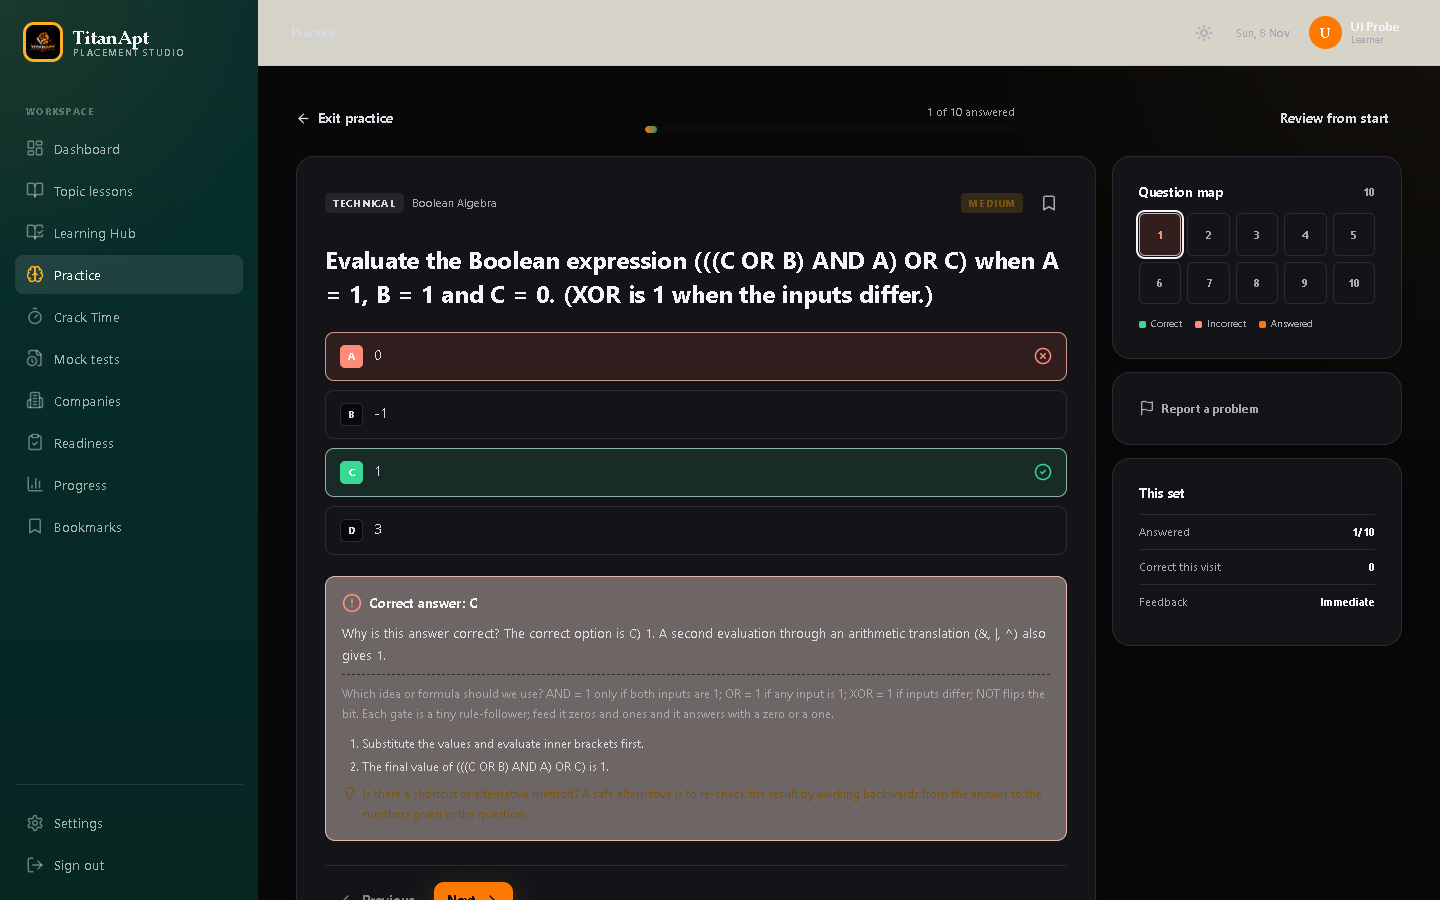 TitanApt
PLACEMENT STUDIO
WORKSPACE
Dashboard
Topic lessons
Learning Hub
Practice
Crack Time
Mock tests
Companies
Readiness
Progress
Bookmarks
Settings
Sign out
Practice
Sun, 8 Nov
U
UI Probe
Learner
Exit practice
1 of 10 answered
Review from start
TECHNICAL Boolean Algebra
MEDIUM
Evaluate the Boolean expression (((C OR B) AND A) OR C) when A
= 1, B = 1 and C = 0. (XOR is 1 when the inputs differ.)
A 0
B -1
C 1
D 3
Correct answer: C
Why is this answer correct? The correct option is C) 1. A second evaluation through an arithmetic translation (&, |, ^) also
gives 1.
Which idea or formula should we use? AND = 1 only if both inputs are 1; OR = 1 if any input is 1; XOR = 1 if inputs differ; NOT flips the
bit. Each gate is a tiny rule-follower; feed it zeros and ones and it answers with a zero or a one.
1. Substitute the values and evaluate inner brackets first.
2. The final value of (((C OR B) AND A) OR C) is 1.
Is there a shortcut or alternative method? A safe alternative is to re-check the result by working backwards from the answer to the
numbers given in the question.
Previous
Next
Question map 10
1 2 3 4 5
6 7 8 9 10
Correct Incorrect Answered
Report a problem
This set
Answered 1/10
Correct this visit 0
Feedback Immediate